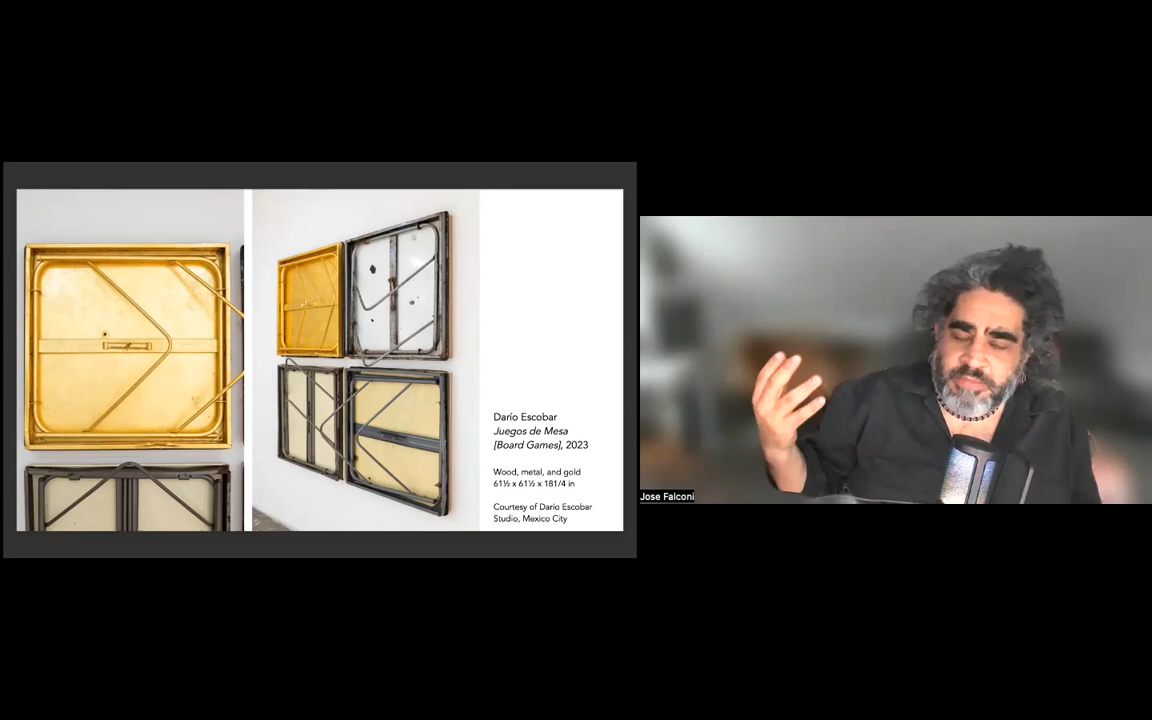 Darío Escobar
Juegos de Mesa
[Board Games], 2023
Wood, metal, and gold
61½ x 61½ x 181/4 in
Courtesy of Darío Escobar
Studio, Mexico City
Jose Falconi